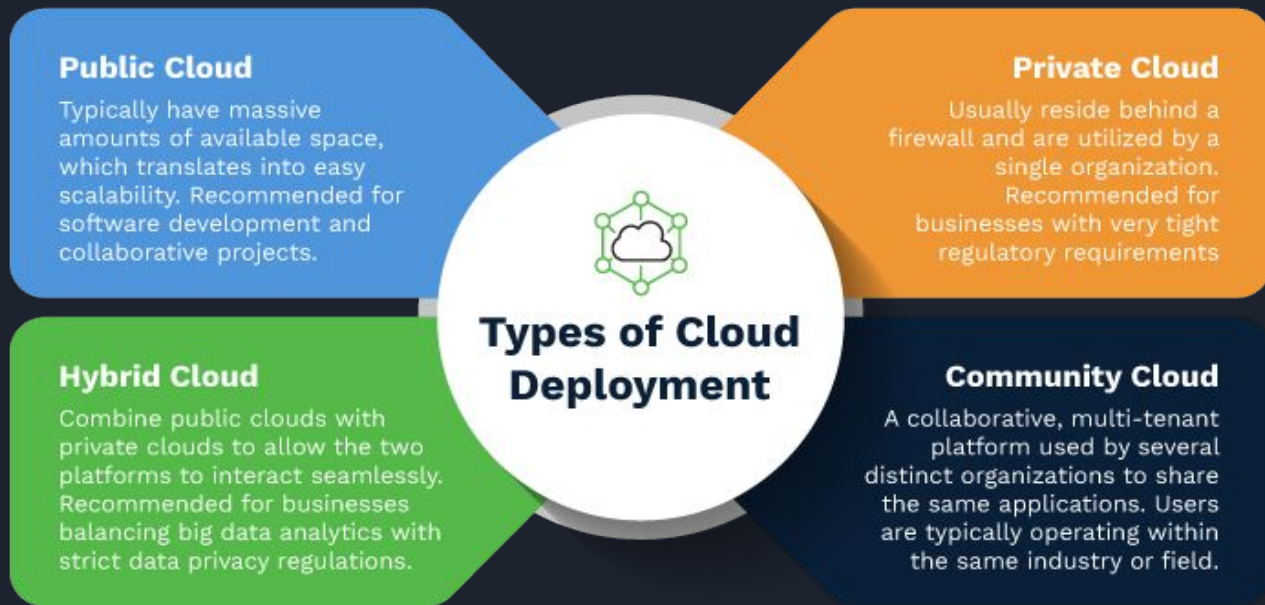 Public Cloud
Typically have massive
amounts of available space,
which translates into easy
scalability. Recommended for
software development and
collaborative projects.
Private Cloud
Usually reside behind a
firewall and are utilized by a
single organization.
Recommended for
businesses with very tight
regulatory requirements
Types of Cloud
Deployment
Hybrid Cloud
Combine public clouds with
private clouds to allow the two
platforms to interact seamlessly.
Recommended for businesses
balancing big data analytics with
strict data privacy regulations.
Community Cloud
A collaborative, multi-tenant
platform used by several
distinct organizations to share
the same applications. Users
are typically operating within
the same industry or field.